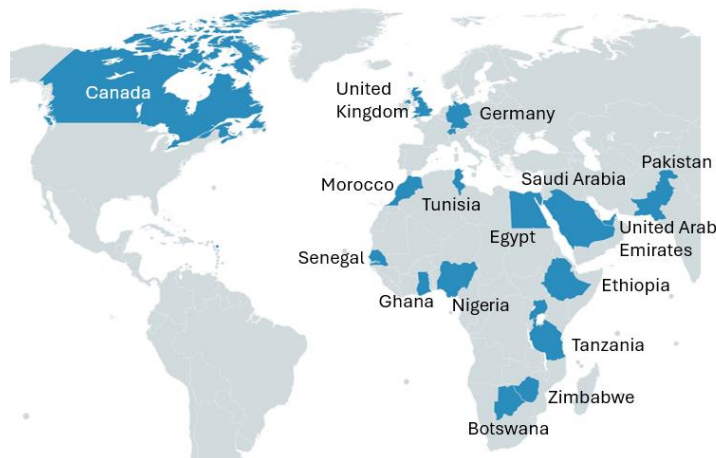 Canada
United
Kingdom
Germany
Pakistan
Saudi Arabia
Morocco
Tunisia
United Arab
Emirates
Egypt
Senegal
Ethiopia
Ghana
Nigeria
Tanzania
Zimbabwe
Botswana